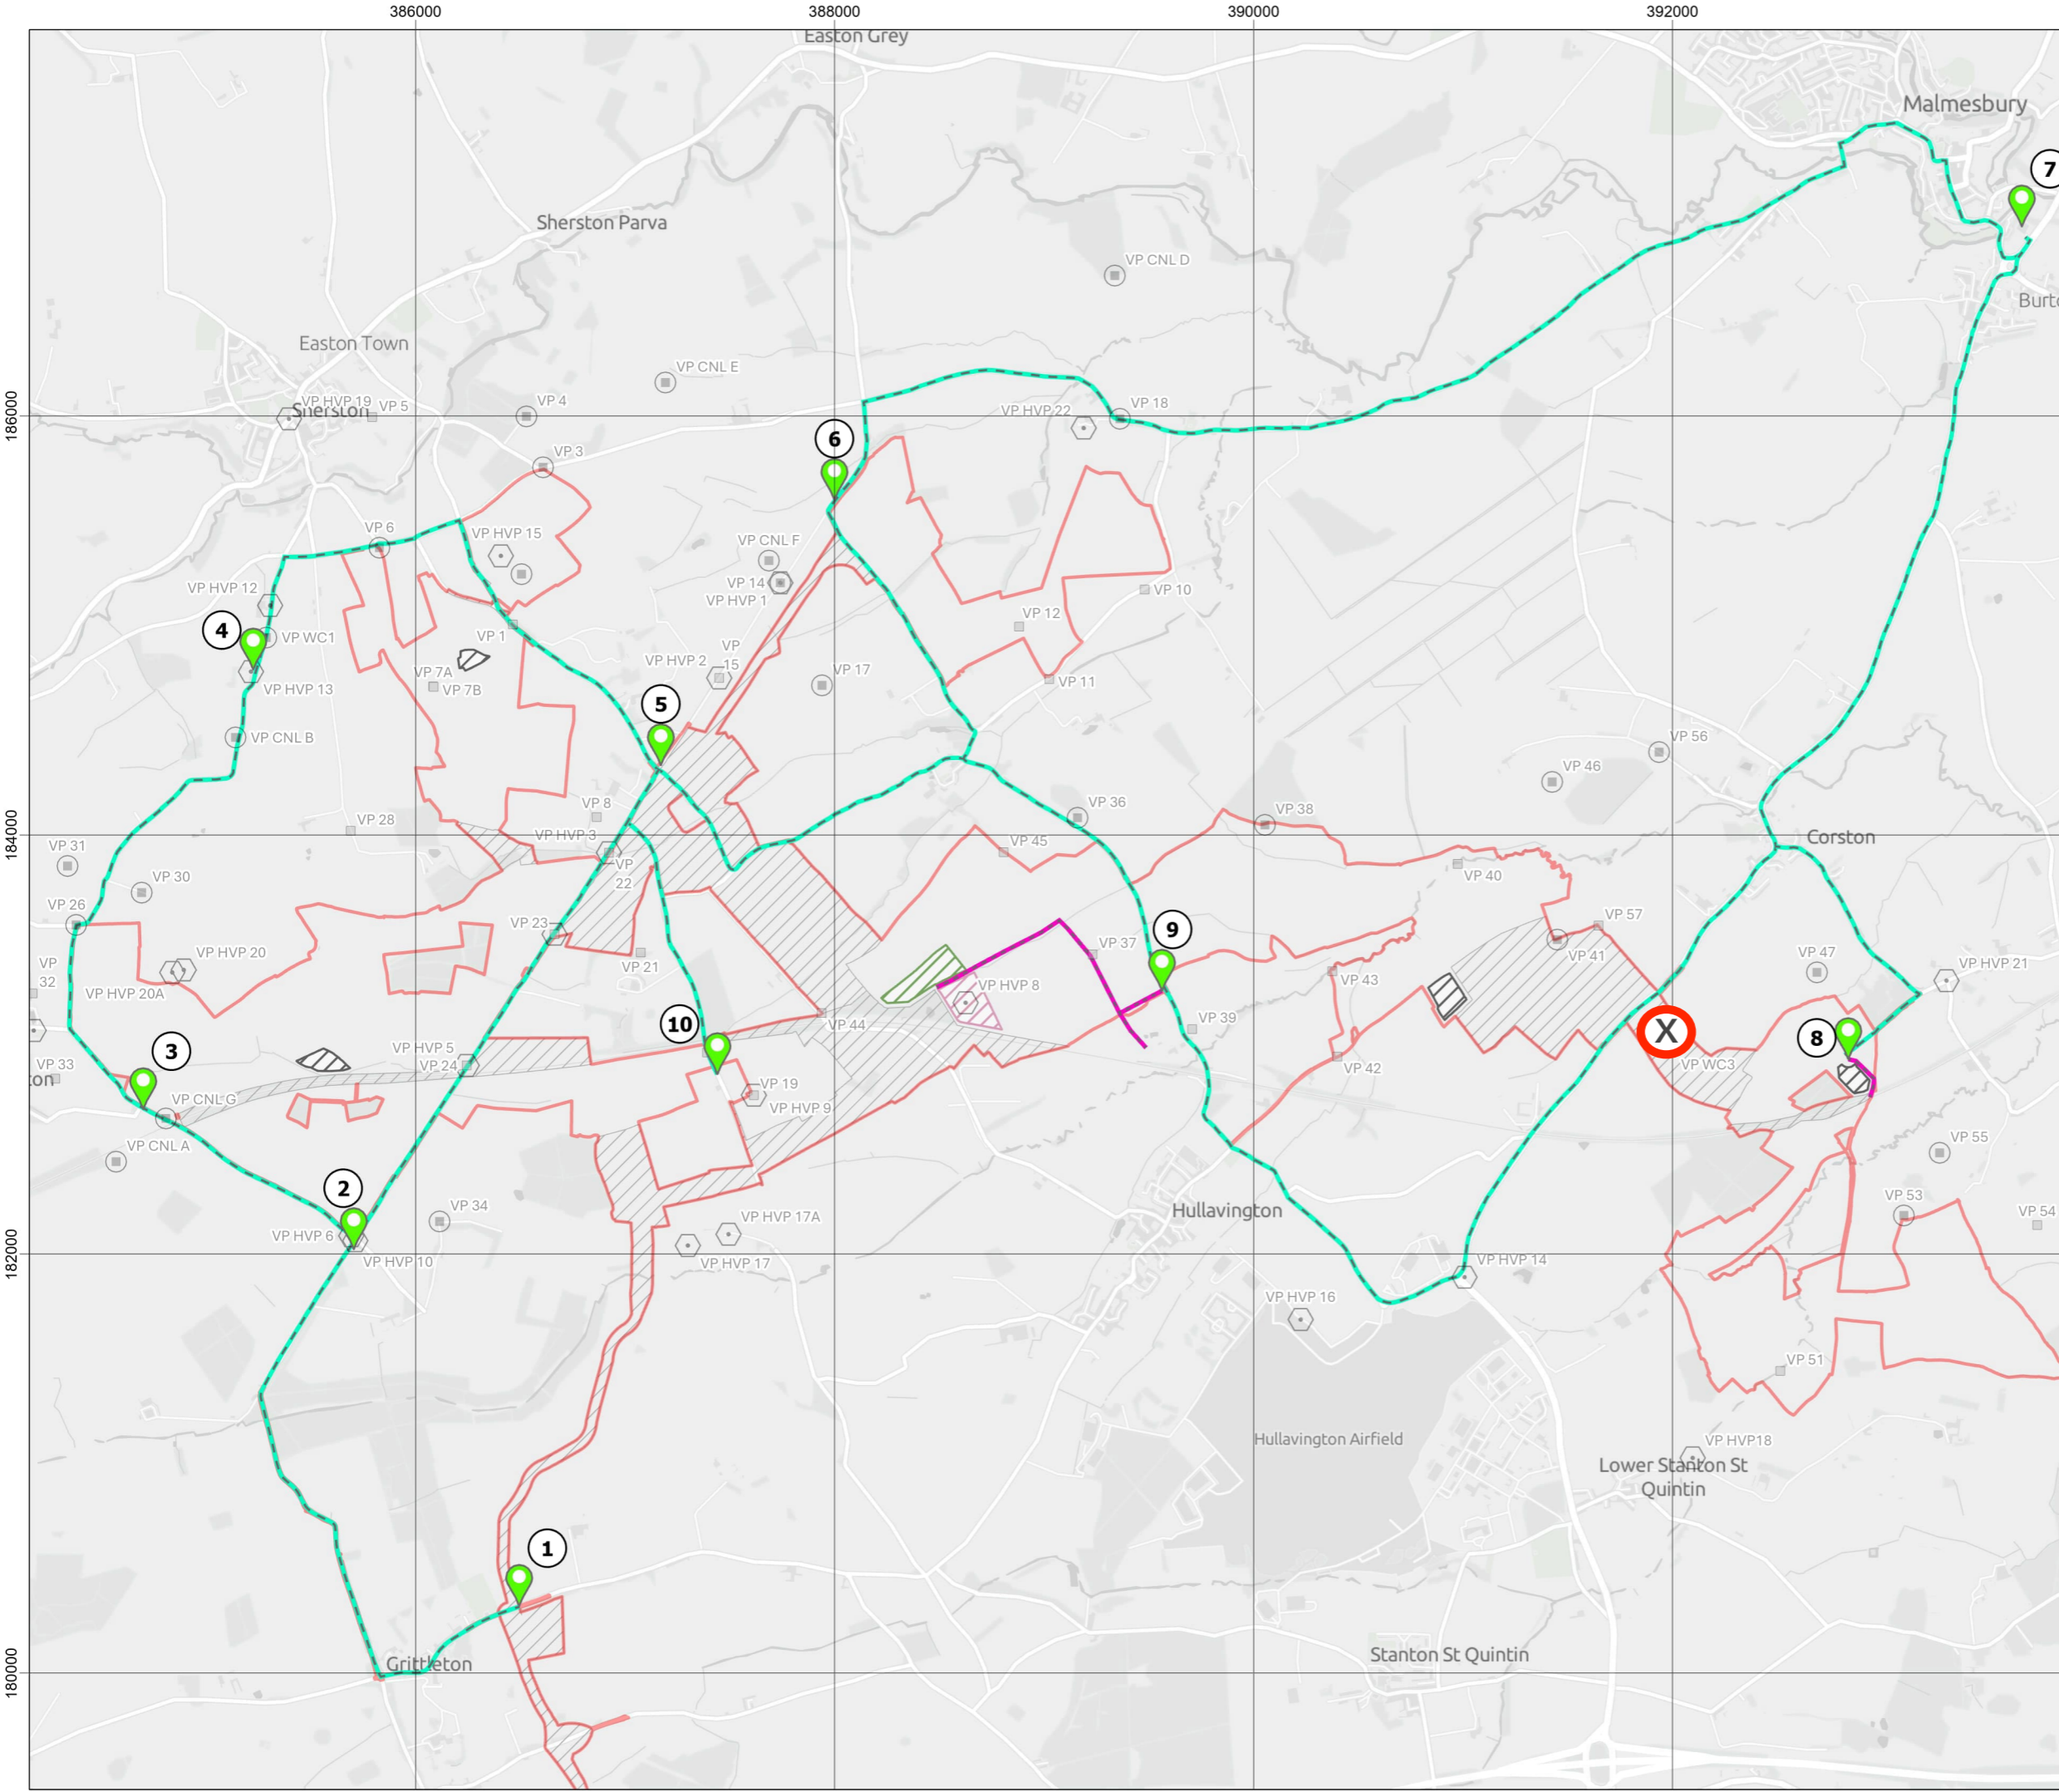 386000
388000
390000
392000
Easton Grey
Malmesbury
7
Sherston Parva
VP CNL D
Burto
Easton Town
VP CNL E
186000
VP HVP 19
Sherston
VP 5
VP 4
VP HVP 22
VP 18
6
VP 3
VP 6
VP HVP 15
VP CNL F
VP 14
VP HVP 1
VP HVP 12
VP 10
4
VP WC1
VP 1
VP 12
VP HVP 13
VP 7A
VP 7B
VP HVP 2
VP
15
VP 17
VP 11
5
VP CNL B
VP 56
VP 46
VP 8
VP 36
VP 38
184000
VP 28
VP HVP 3
Corston
VP 31
VP 45
VP 22
VP 40
VP 30
VP 26
VP 23
9
VP 57
VP
32
VP HVP 20
VP HVP 20A
VP 21
VP 37
VP 41
VP 47
VP HVP 21
VP 43
VP HVP 8
10
VP 44
VP 39
X
8
3
VP HVP 5
VP 24
VP 33
ton
VP 42
VP WC3
VP CNL G
VP 19
VP HVP 9
VP CNL A
VP 55
2
VP 34
Hullavington
VP 53
VP 54
VP HVP 6
VP HVP 17A
VP HVP 10
VP HVP 17
182000
VP HVP 14
VP HVP 16
VP 51
Hullavington Airfield
VP HVP18
Lower Stanton St
Quintin
1
Grittleton
Stanton St Quintin
180000